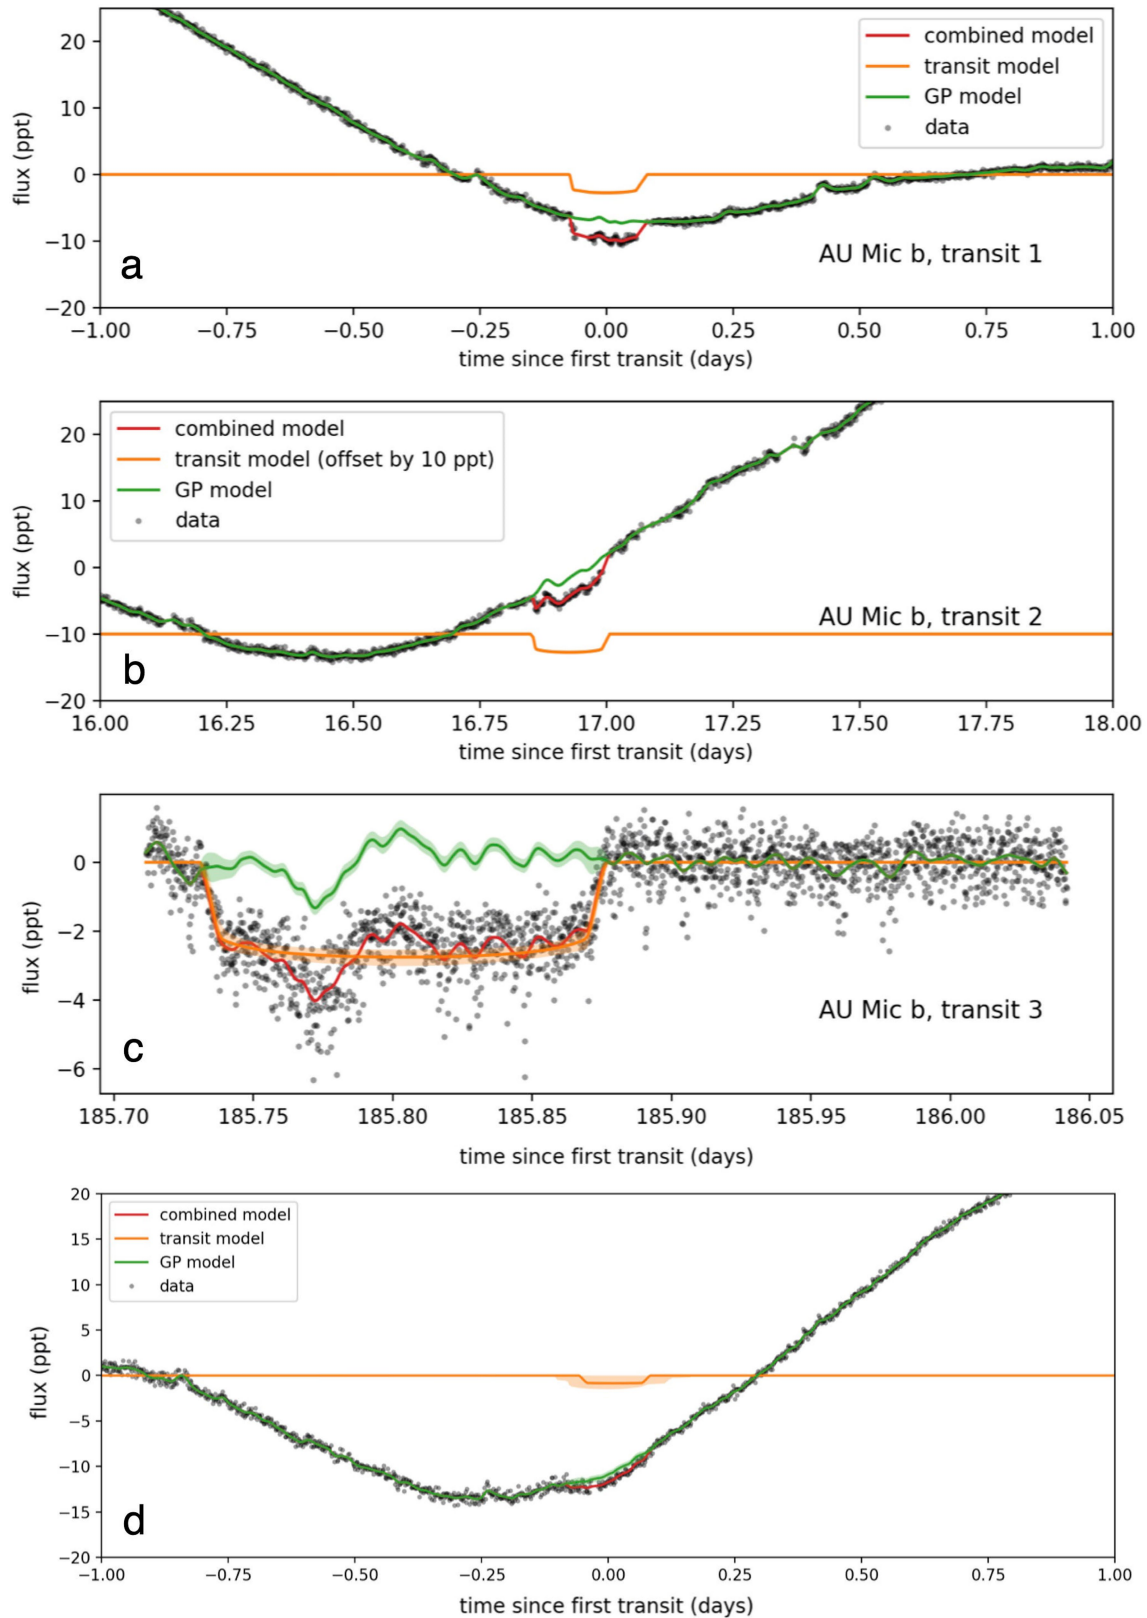 20
10
0
−10
−20
flux (ppt)
combined model
transit model
GP model
data
a
AU Mic b, transit 1
−1.00 −0.75 −0.50 −0.25 0.00 0.25 0.50 0.75 1.00
time since first transit (days)
20
10
0
−10
−20
flux (ppt)
combined model
transit model (offset by 10 ppt)
GP model
data
AU Mic b, transit 2
b
16.00 16.25 16.50 16.75 17.00 17.25 17.50 17.75 18.00
time since first transit (days)
0
−2
−4
−6
flux (ppt)
AU Mic b, transit 3
c
185.70 185.75 185.80 185.85 185.90 185.95 186.00 186.05
time since first transit (days)
20
15
10
5
0
−5
−10
−15
−20
flux (ppt)
combined model
transit model
GP model
data
d
−1.00 −0.75 −0.50 −0.25 0.00 0.25 0.50 0.75 1.00
time since first transit (days)